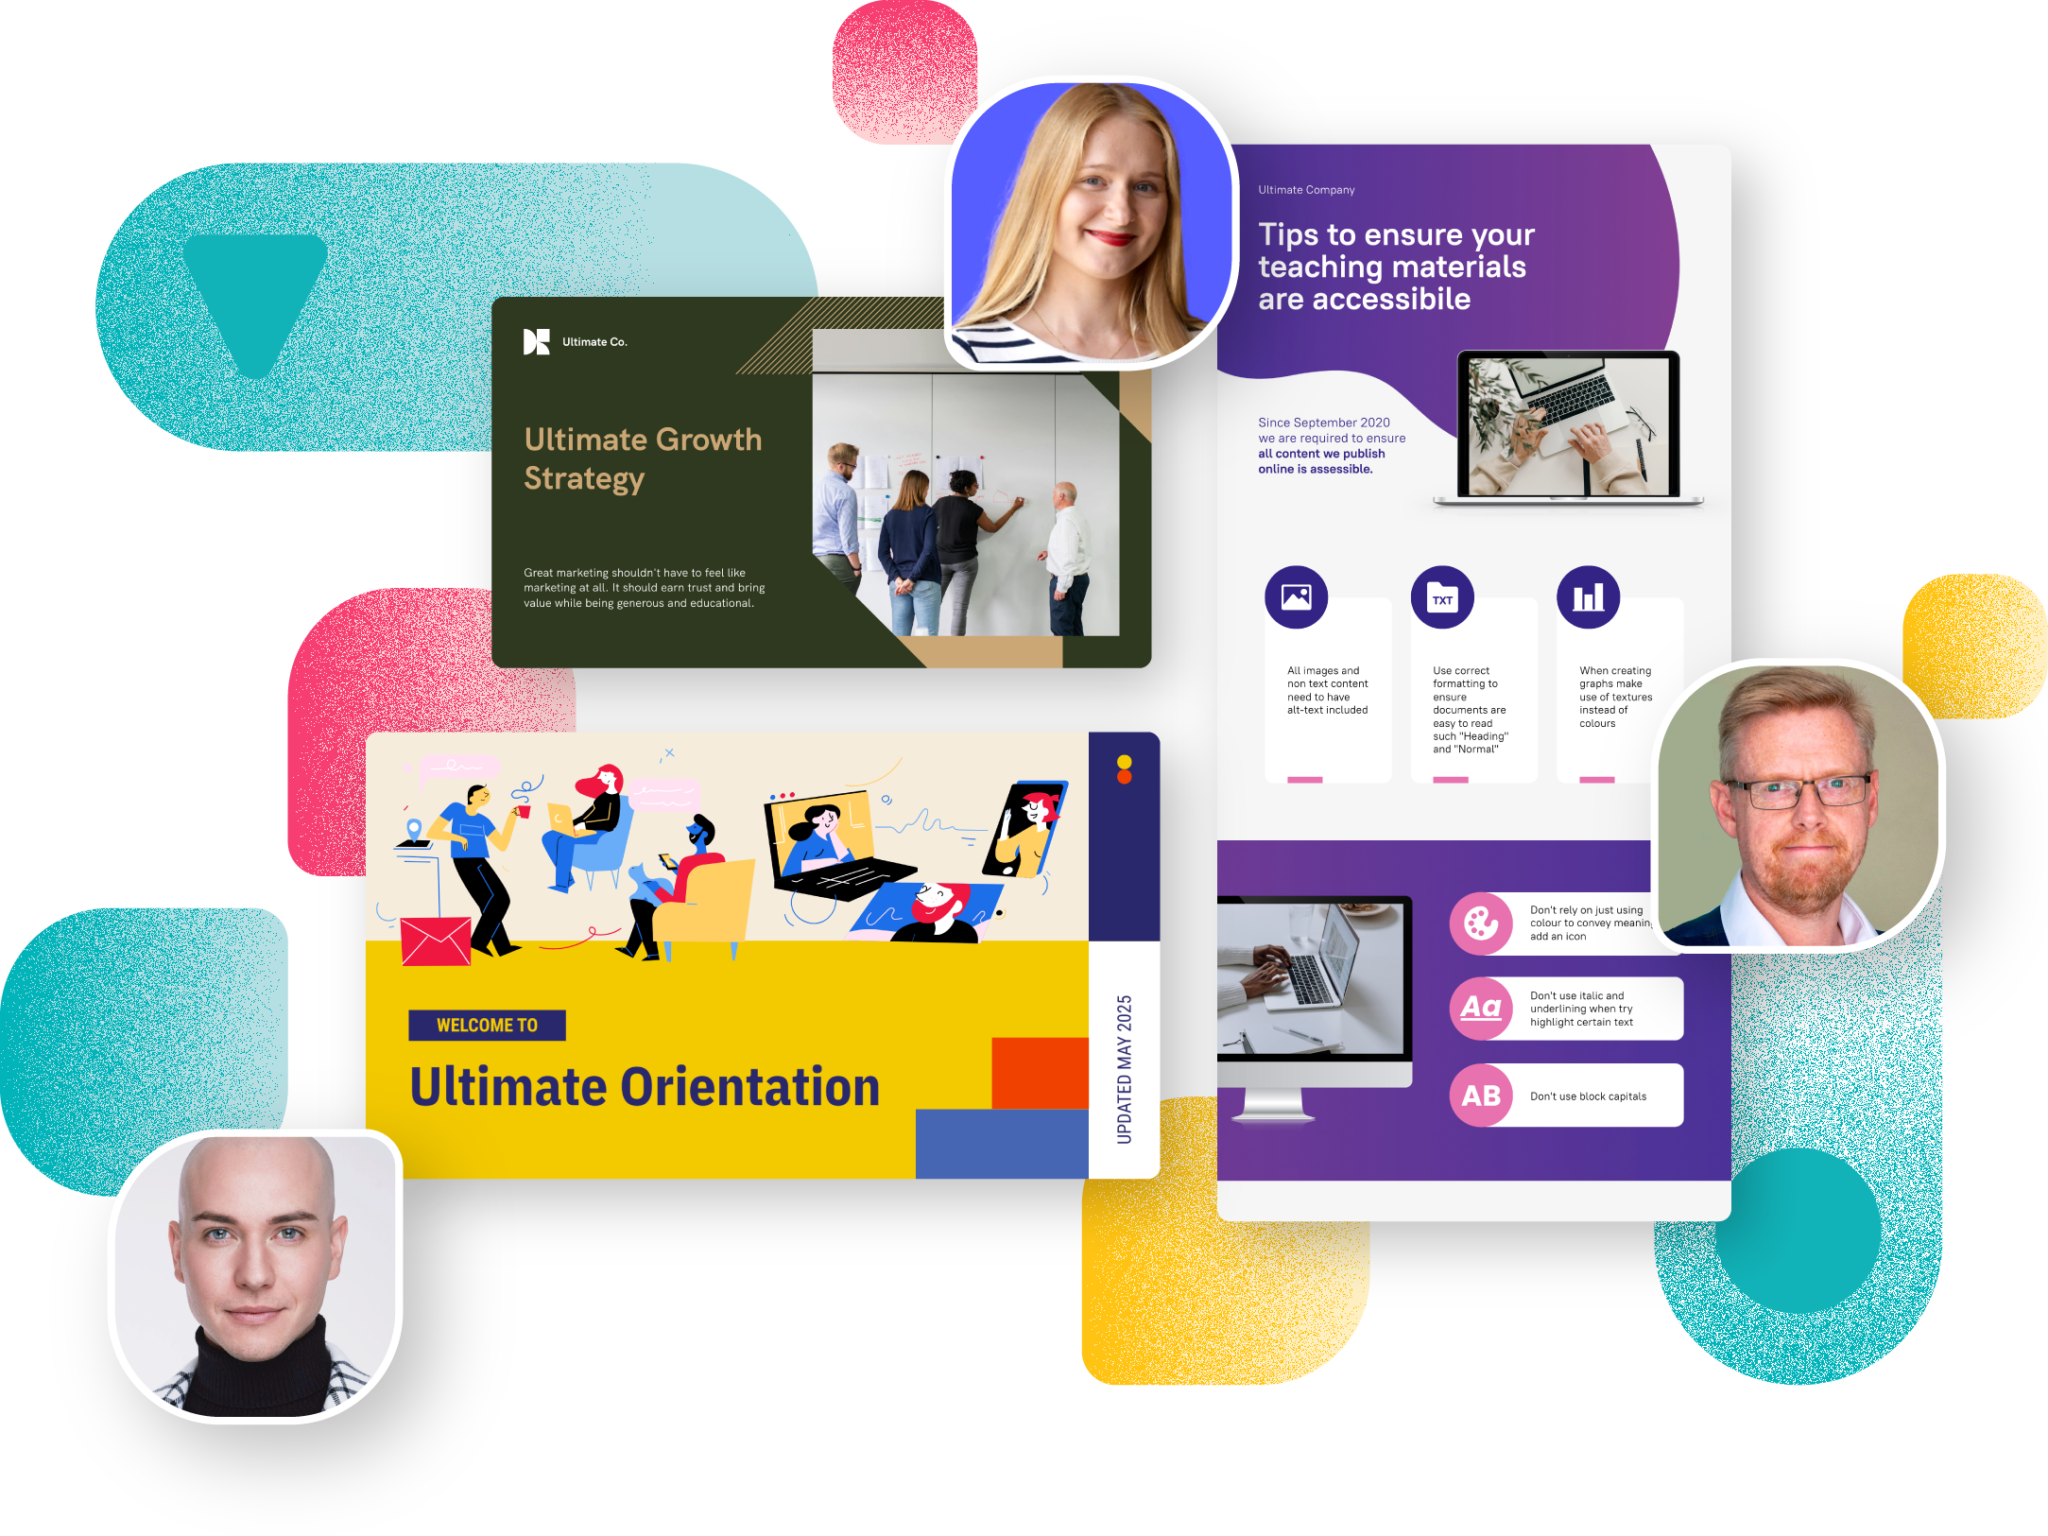 Ultimate Co.
Ultimate Growth
Strategy
Great marketing shouldn't have to feel like
marketing at all. It should earn trust and bring
value while being generous and educational.
WELCOME TO
Ultimate Orientation
UPDATED MAY 2025
Ultimate Company
Tips to ensure your
teaching materials
are accessibile
Since September 2020
we are required to ensure
all content we publish
online is assessible.
All images and
non text content
need to have
alt-text included
TXT
Use correct
formatting to
ensure
documents are
easy to read
such "Heading"
and "Normal"
When creating
graphs make
use of textures
instead of
colours
Don't rely on just using
colour to convey meaning
add an icon
Aa
Don't use italic and
underlining when try
highlight certain text
AB
Don't use block capitals